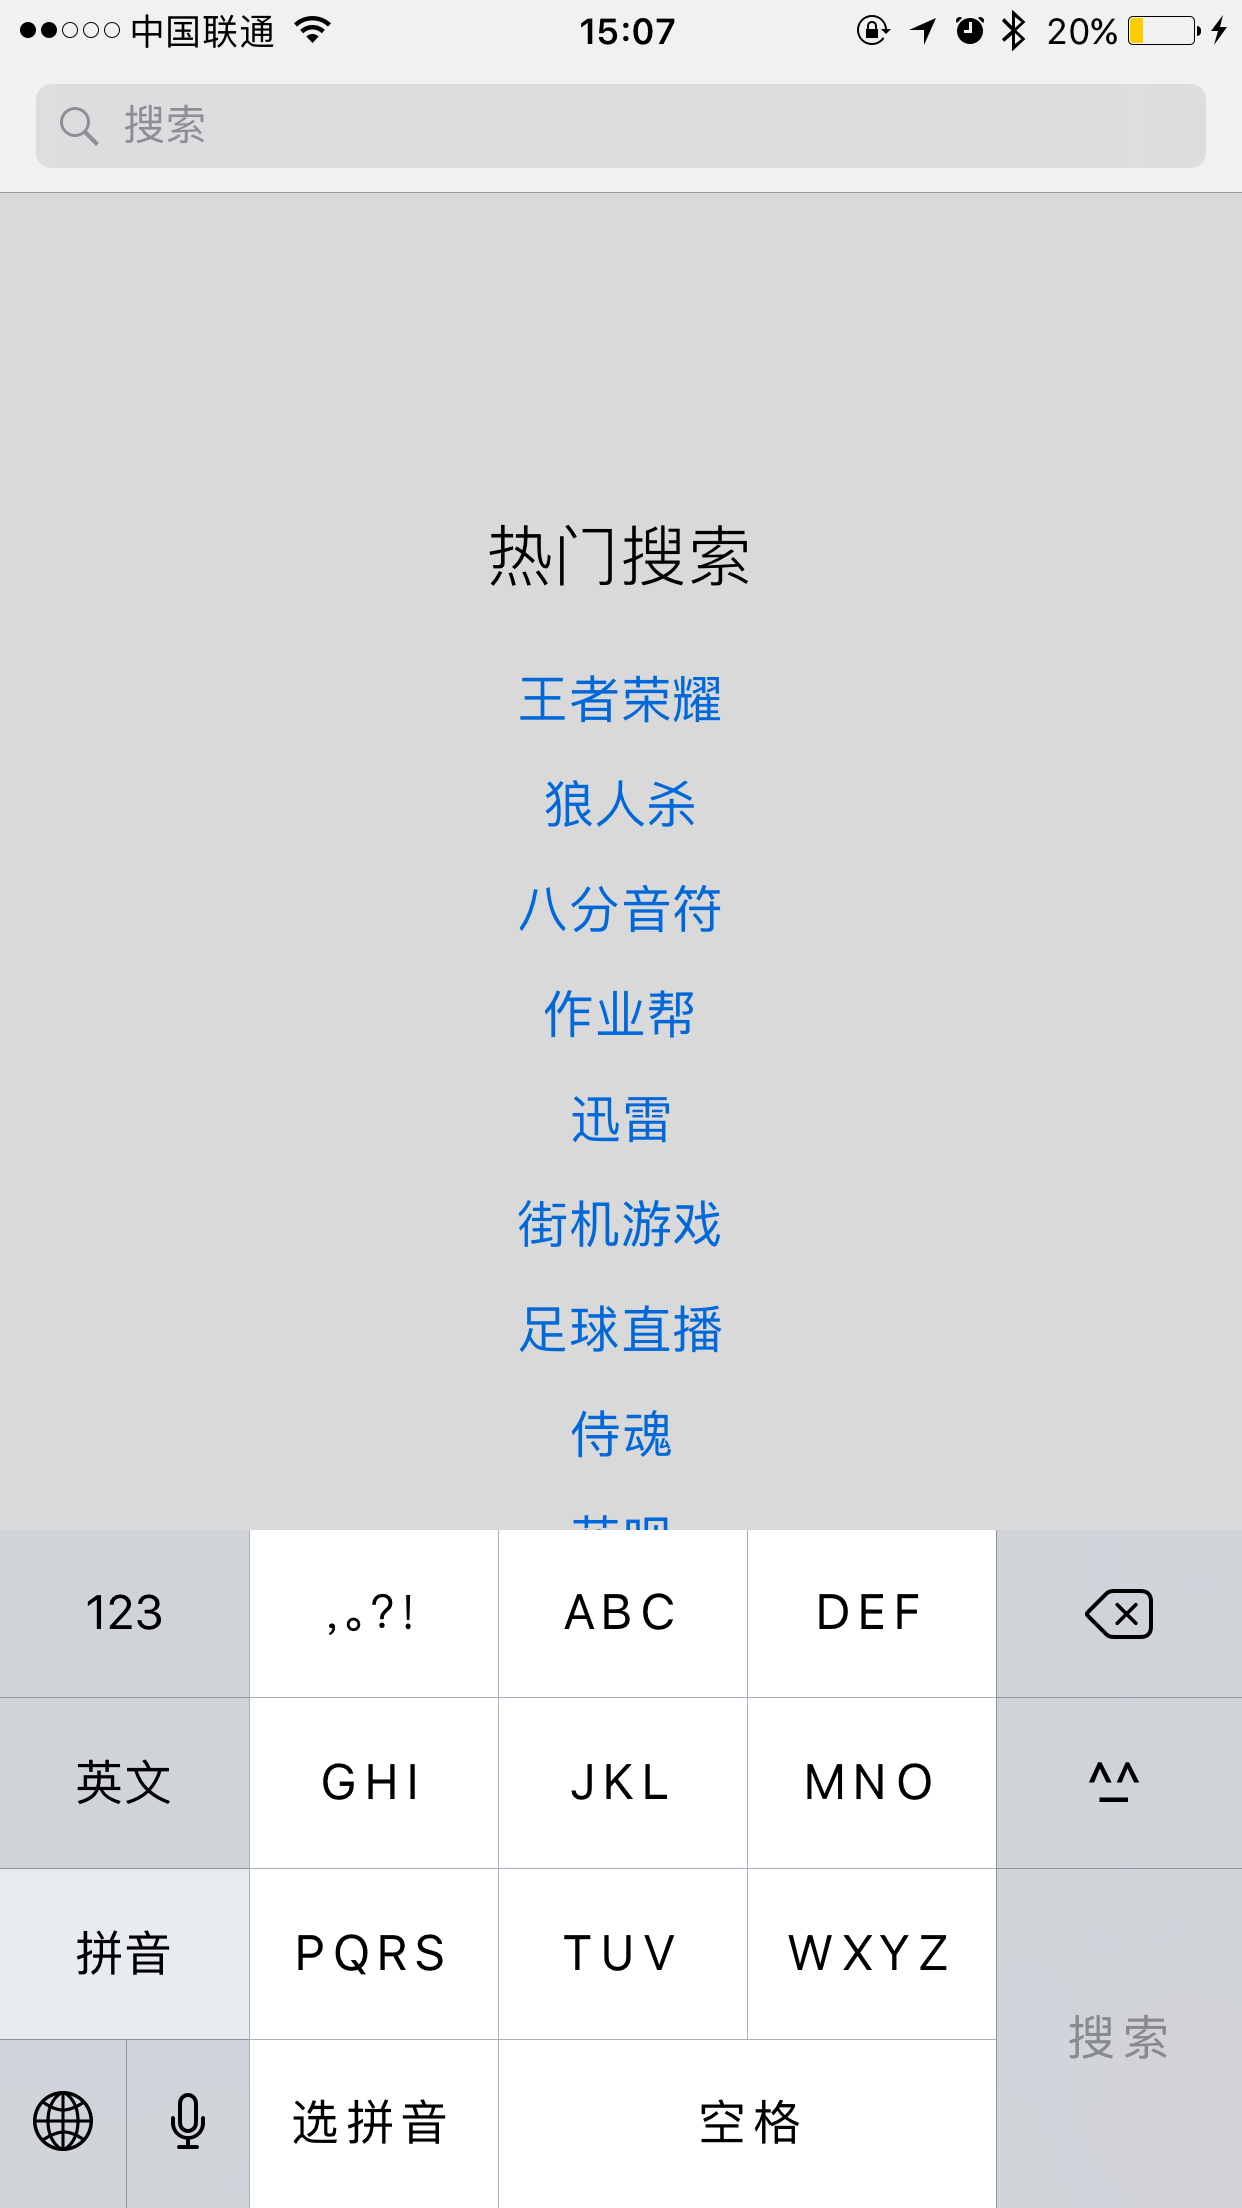 中国联通 15:07 20%
搜索
热门搜索
王者荣耀
狼人杀
八分音符
作业帮
迅雷
街机游戏
足球直播
侍魂
123 ,。?! ABC DEF
英文 GHI JKL MNO ^_^
拼音 PQRS TUV WXYZ
搜索
选拼音 空格